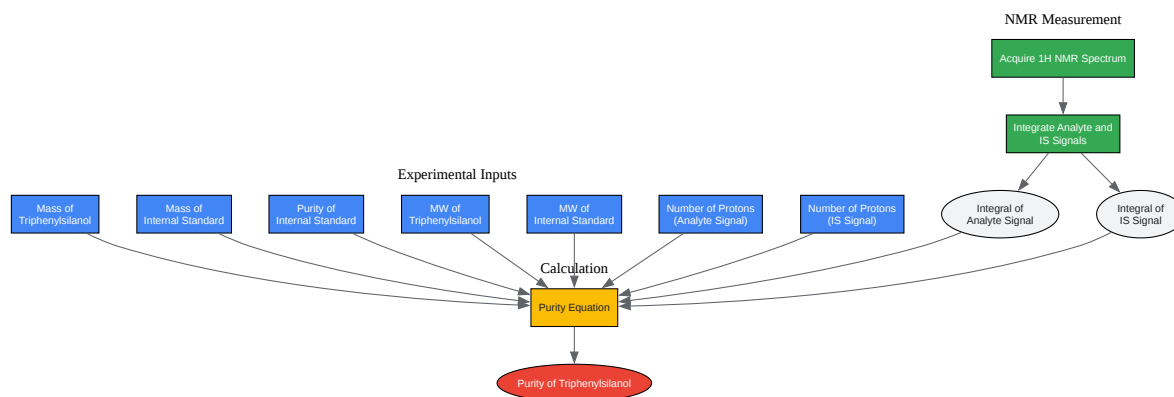 NMR Measurement
Acquire 1H NMR Spectrum
Integrate Analyte and
IS Signals
Experimental Inputs
Mass of
Triphenylsilanol
Mass of
Internal Standard
Purity of
Internal Standard
MW of
Triphenylsilanol
MW of
Internal Standard
Number of Protons
(Analyte Signal)
Number of Protons
(IS Signal)
Integral of
Analyte Signal
Integral of
IS Signal
Calculation
Purity Equation
Purity of Triphenylsilanol